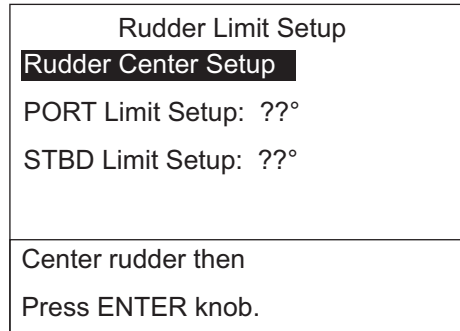 Rudder Limit Setup
Rudder Center Setup
PORT Limit Setup: ??°
STBD Limit Setup: ??°
Center rudder then
Press ENTER knob.